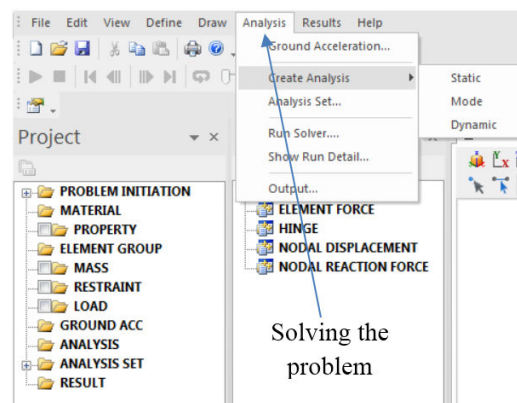 File Edit View Define Draw Analysis Results Help
Ground Acceleration...
Create Analysis
Analysis Set...
Run Solver....
Show Run Detail...
Output...
Static
Mode
Dynamic
Project
PROBLEM INITIATION
MATERIAL
PROPERTY
ELEMENT GROUP
MASS
RESTRAINT
LOAD
GROUND ACC
ANALYSIS
ANALYSIS SET
RESULT
ELEMENT FORCE
HINGE
NODAL DISPLACEMENT
NODAL REACTION FORCE
Solving the
problem